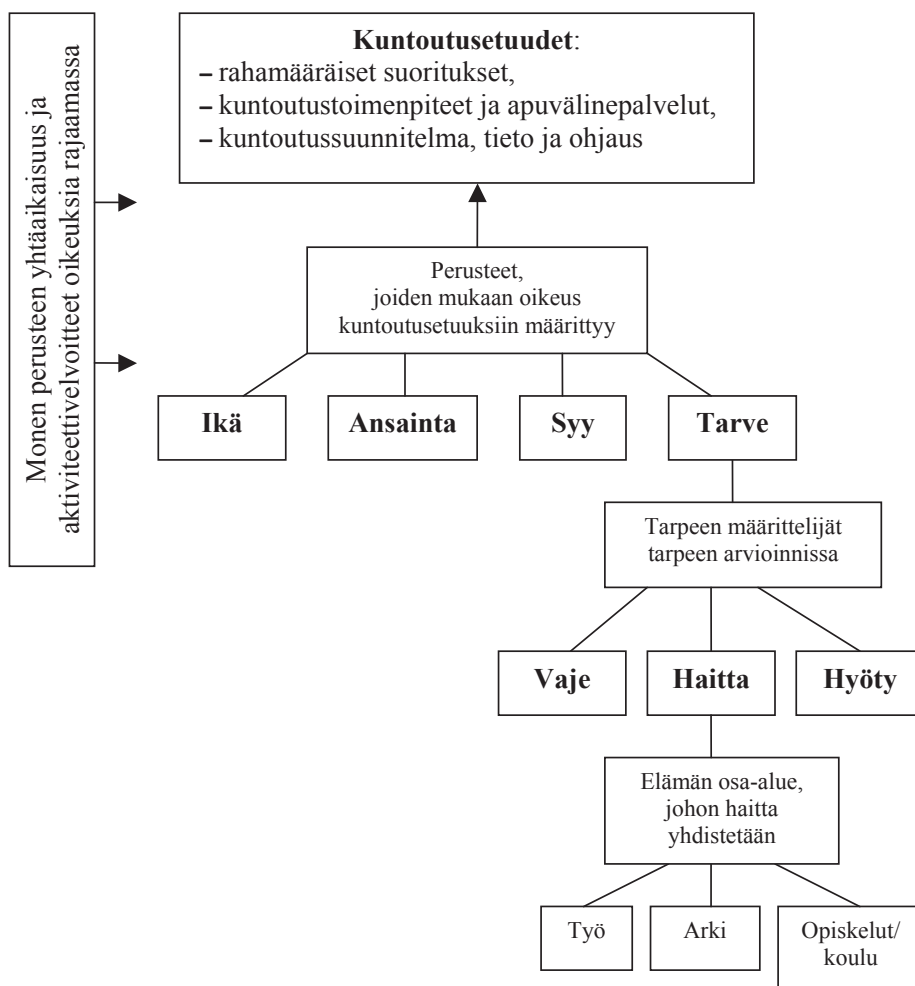 Monen perusteen yhtäaikaisuus ja
aktiviteettivelvoitteet oikeuksia rajaamassa
Kuntoutusetuudet:
– rahamääräiset suoritukset,
– kuntoutustoimenpiteet ja apuvälinepalvelut,
– kuntoutussuunnitelma, tieto ja ohjaus
Perusteet,
joiden mukaan oikeus
kuntoutusetuuksiin määrittyy
Ikä
Ansainta
Syy
Tarve
Tarpeen määrittelijät
tarpeen arvioinnissa
Vaje
Haitta
Hyöty
Elämän osa-alue,
johon haitta
yhdistetään
Työ
Arki
Opiskelut/
koulu